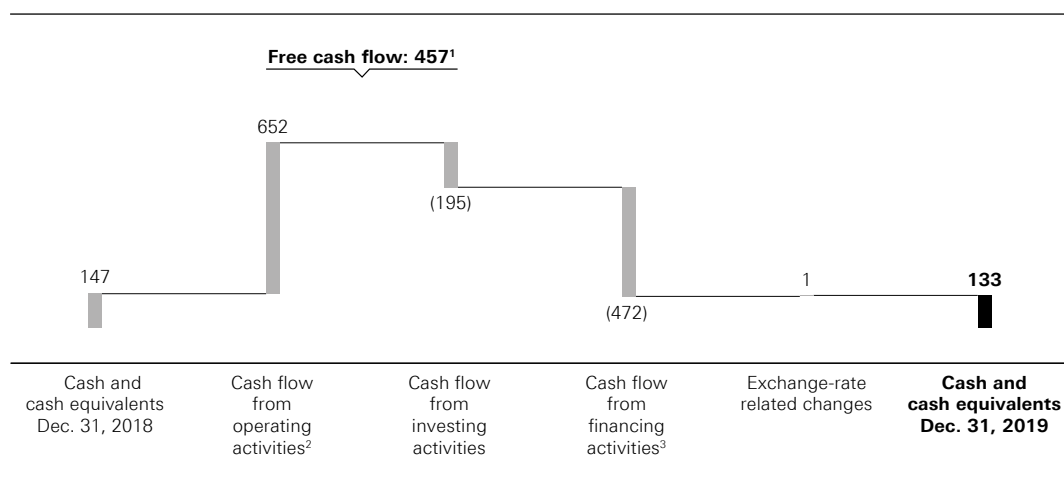 Free cash flow: 457¹
652
(195)
147
1
133
(472)
Cash and
cash equivalents
Dec. 31, 2018
Cash flow
from
operating
activities²
Cash flow
from
investing
activities
Cash flow
from
financing
activities³
Exchange-rate
related changes
Cash and
cash equivalents
Dec. 31, 2019